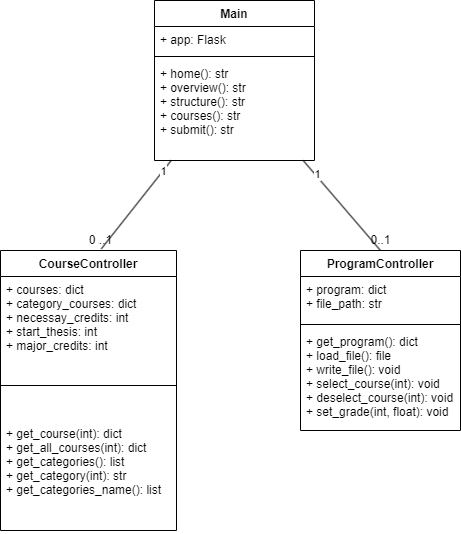 Main
+ app: Flask
+ home(): str
+ overview(): str
+ structure(): str
+ courses(): str
+ submit(): str
1
1
0 ..1
0..1
CourseController
+ courses: dict
+ category_courses: dict
+ necessay_credits: int
+ start_thesis: int
+ major_credits: int
+ get_course(int): dict
+ get_all_courses(int): dict
+ get_categories(): list
+ get_category(int): str
+ get_categories_name(): list
ProgramController
+ program: dict
+ file_path: str
+ get_program(): dict
+ load_file(): file
+ write_file(): void
+ select_course(int): void
+ deselect_course(int): void
+ set_grade(int, float): void